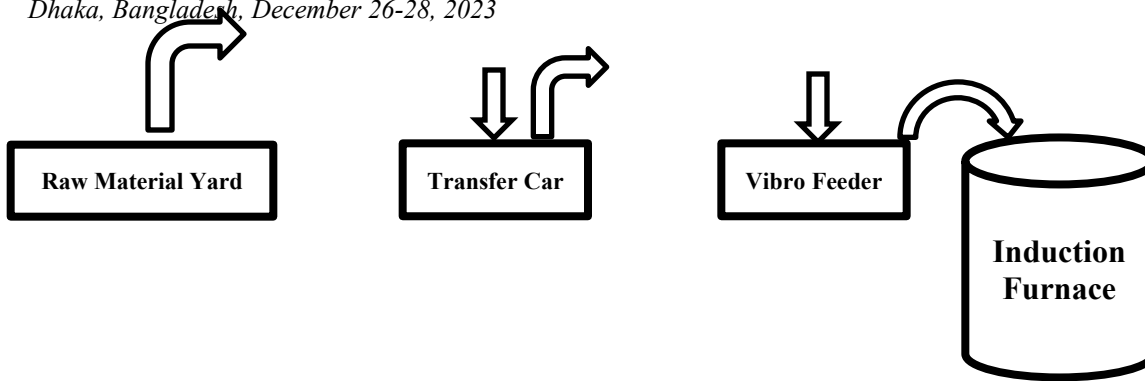 Dhaka, Bangladesh, December 26-28, 2023
Raw Material Yard
Transfer Car
Vibro Feeder
Induction
Furnace